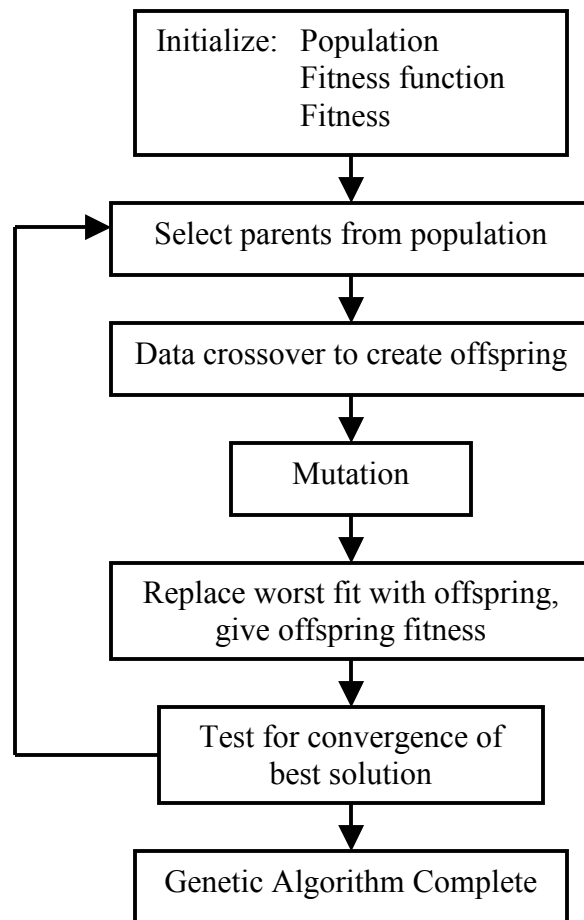 Initialize: Population
Fitness function
Fitness
Select parents from population
Data crossover to create offspring
Mutation
Replace worst fit with offspring,
give offspring fitness
Test for convergence of
best solution
Genetic Algorithm Complete